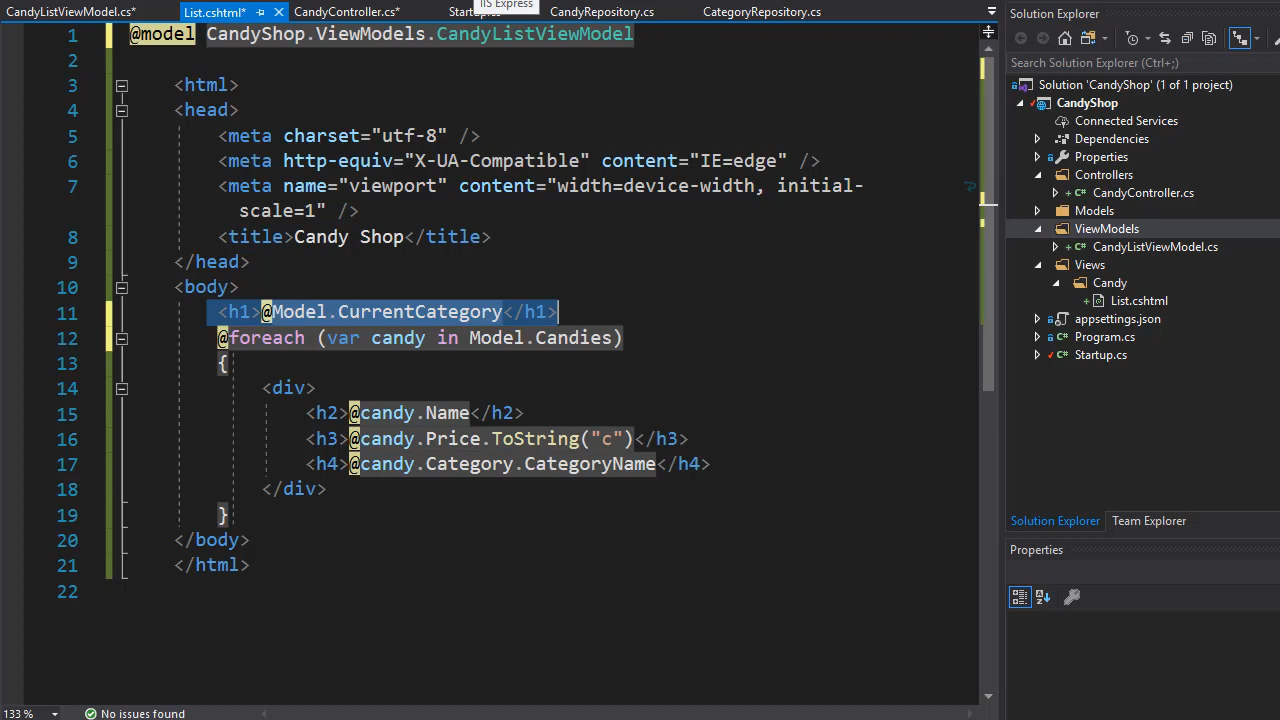 IIS Express
CandyListViewModel.cs*
List.cshtml*
CandyController.cs*
CandyRepository.cs
CategoryRepository.cs
1 @model CandyShop.ViewModels.CandyListViewModel
2
3 <html>
4 <head>
5 <meta charset="utf-8" />
6 <meta http-equiv="X-UA-Compatible" content="IE=edge" />
7 <meta name="viewport" content="width=device-width, initial-
scale=1" />
8 <title>Candy Shop</title>
9 </head>
10 <body>
11 <h1>@Model.CurrentCategory</h1>
12 @foreach (var candy in Model.Candies)
13 {
14 <div>
15 <h2>@candy.Name</h2>
16 <h3>@candy.Price.ToString("c")</h3>
17 <h4>@candy.Category.CategoryName</h4>
18 </div>
19 }
20 </body>
21 </html>
22
133 %
No issues found
Solution Explorer
Search Solution Explorer (Ctrl+;)
Solution 'CandyShop' (1 of 1 project)
CandyShop
Connected Services
Dependencies
Properties
Controllers
C# CandyController.cs
Models
ViewModels
C# CandyListViewModel.cs
Views
Candy
List.cshtml
appsettings.json
C# Program.cs
C# Startup.cs
Solution Explorer
Team Explorer
Properties